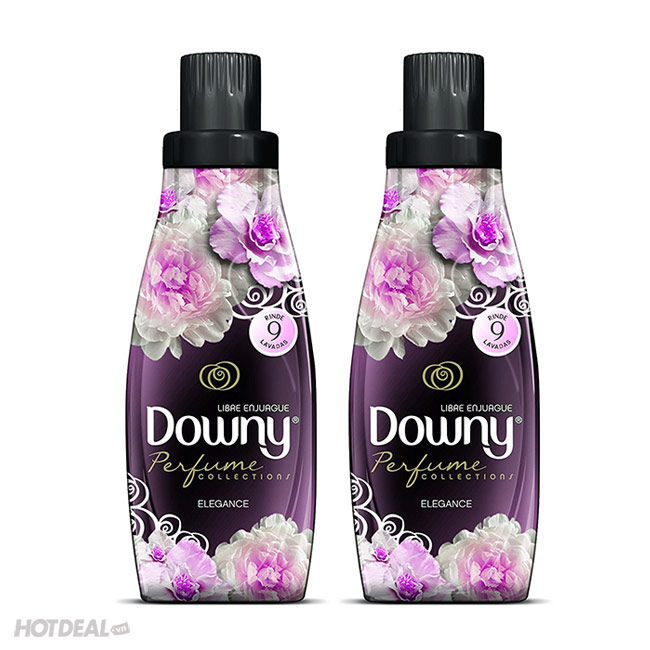 RINDE
9
LAVADAS
LIBRE ENJUAGUE
Downy®
Perfume
COLLECTIONS
ELEGANCE
RINDE
9
LAVADAS
LIBRE ENJUAGUE
Downy®
Perfume
COLLECTIONS
ELEGANCE
HOTDEAL.vn